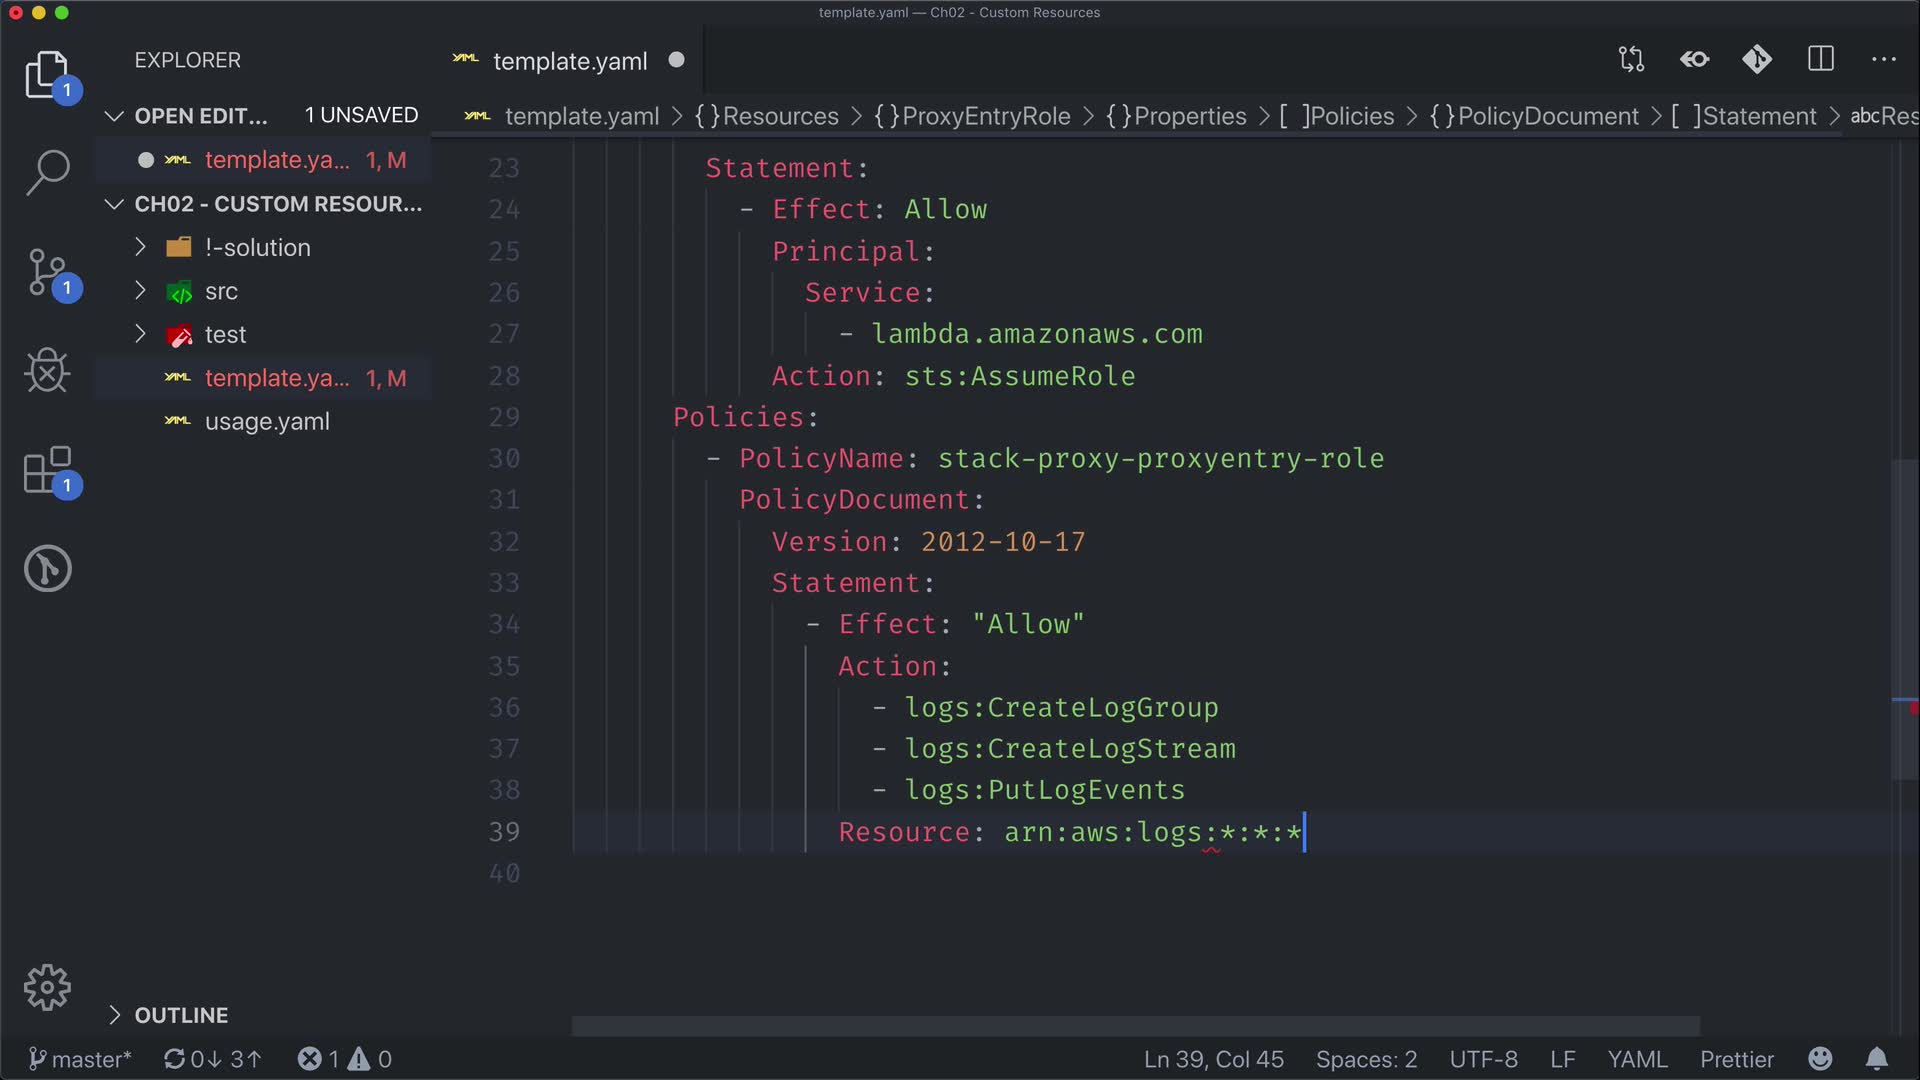 template.yaml — Ch02 - Custom Resources
EXPLORER
OPEN EDIT... 1 UNSAVED
template.ya... 1, M
CH02 - CUSTOM RESOUR...
!-solution
src
test
template.ya... 1, M
usage.yaml
OUTLINE
1
1
1
YAML template.yaml
YAML template.yaml > {}Resources > {}ProxyEntryRole > {}Properties > [ ]Policies > {}PolicyDocument > [ ]Statement > abcRes
23 Statement:
24 - Effect: Allow
25 Principal:
26 Service:
27 - lambda.amazonaws.com
28 Action: sts:AssumeRole
29 Policies:
30 - PolicyName: stack-proxy-proxyentry-role
31 PolicyDocument:
32 Version: 2012-10-17
33 Statement:
34 - Effect: "Allow"
35 Action:
36 - logs:CreateLogGroup
37 - logs:CreateLogStream
38 - logs:PutLogEvents
39 Resource: arn:aws:logs:*:*:*
40
master* 0↓ 3↑ 1 0 Ln 39, Col 45 Spaces: 2 UTF-8 LF YAML Prettier